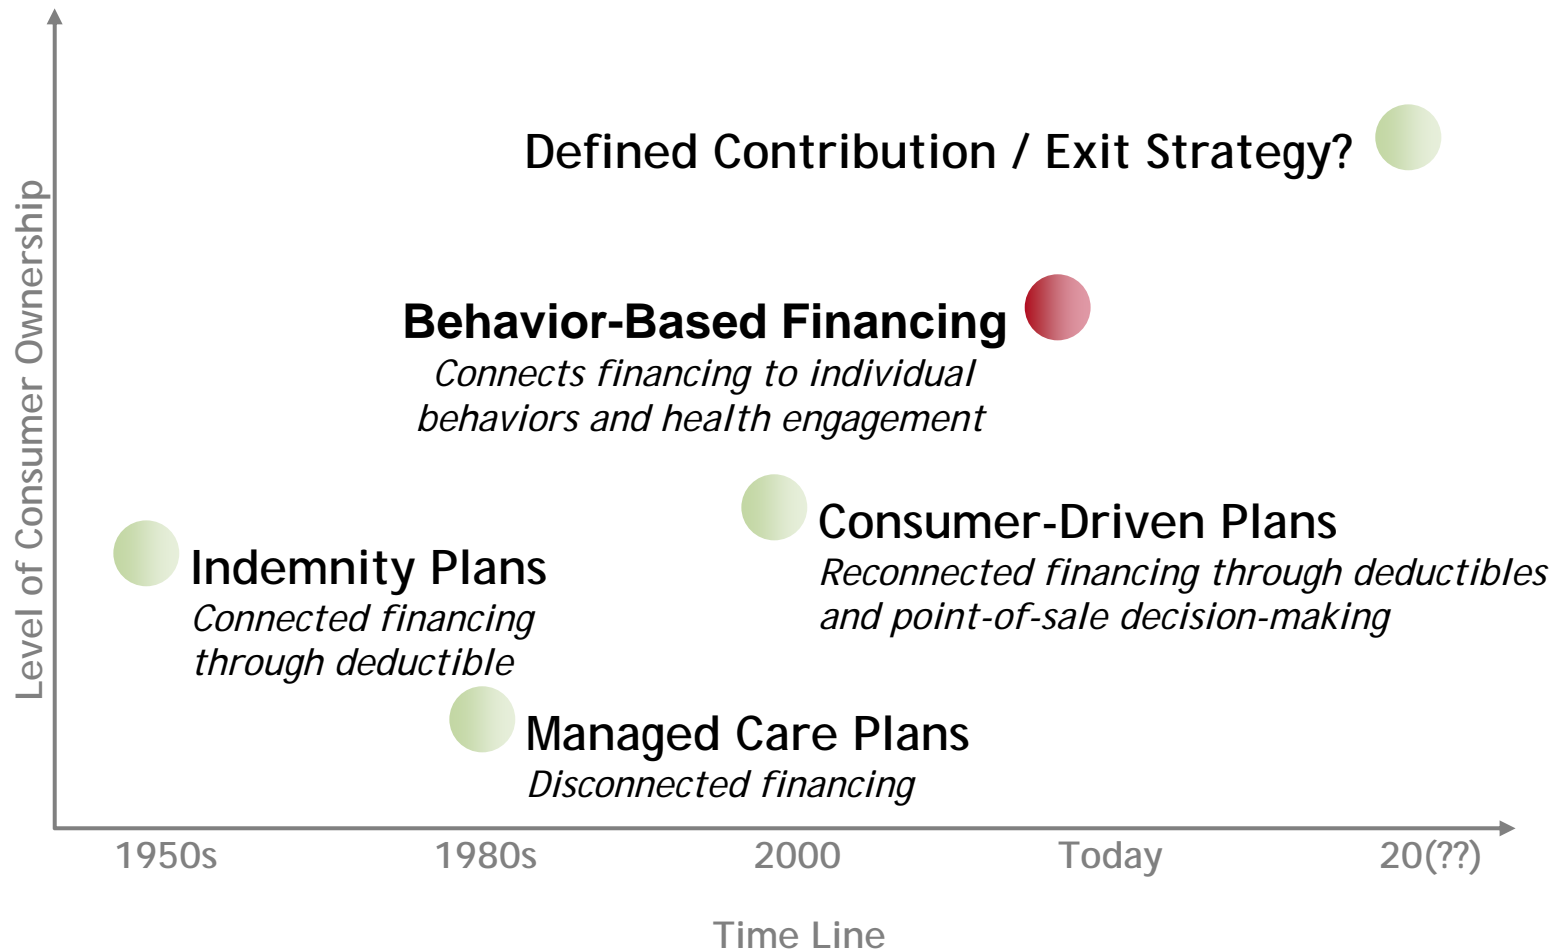 Level of Consumer Ownership
Defined Contribution / Exit Strategy?
Behavior-Based Financing
Connects financing to individual
behaviors and health engagement
Consumer-Driven Plans
Reconnected financing through deductibles
and point-of-sale decision-making
Indemnity Plans
Connected financing
through deductible
Managed Care Plans
Disconnected financing
1950s
1980s
2000
Today
20(??)
Time Line